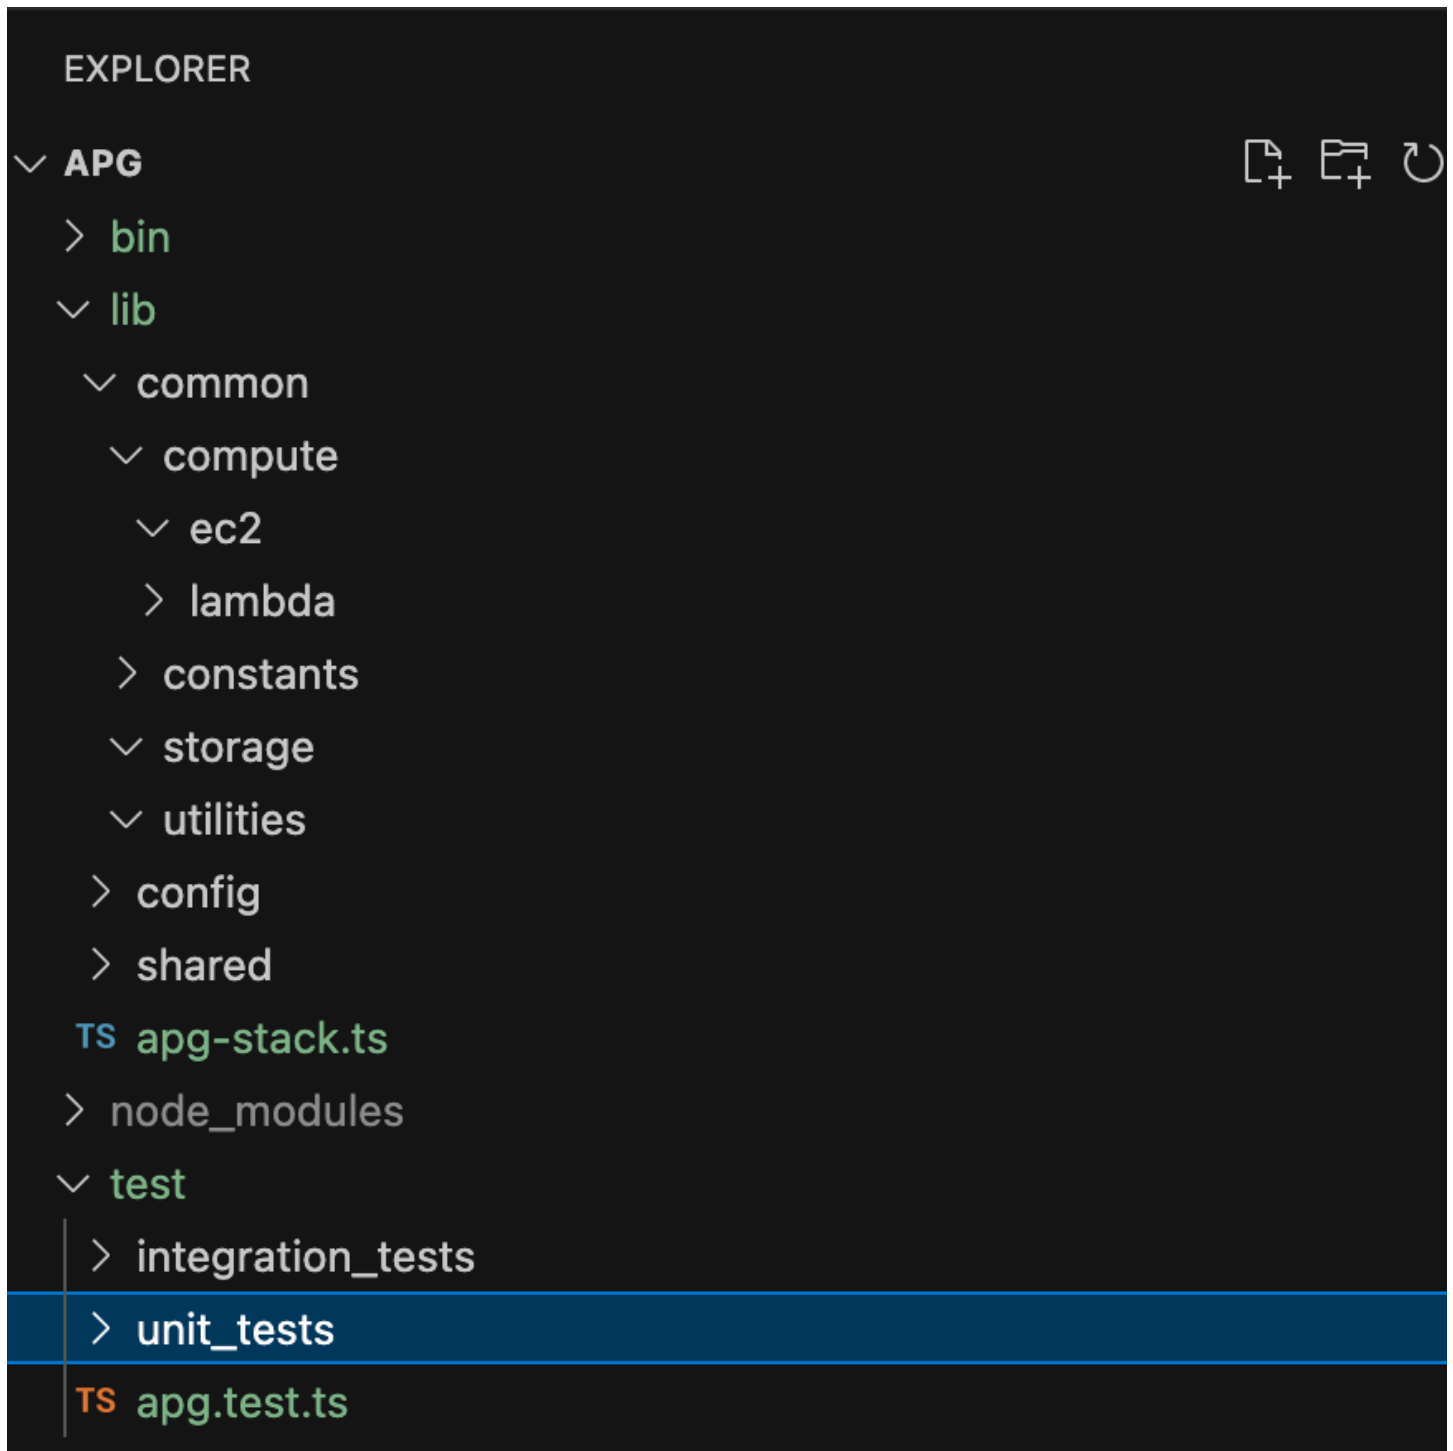 EXPLORER
APG
bin
lib
common
compute
ec2
lambda
constants
storage
utilities
config
shared
TS apg-stack.ts
node_modules
test
integration_tests
unit_tests
TS apg.test.ts